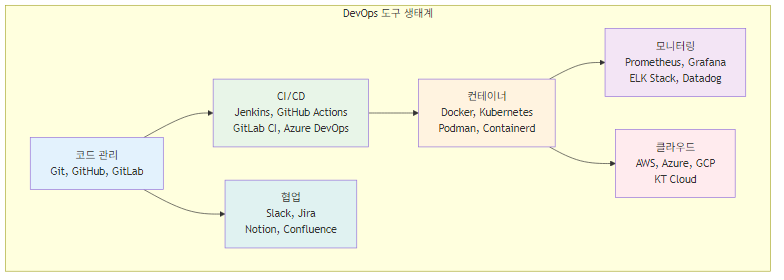 DevOps 도구 생태계
코드 관리
Git, GitHub, GitLab
CI/CD
Jenkins, GitHub Actions
GitLab CI, Azure DevOps
협업
Slack, Jira
Notion, Confluence
컨테이너
Docker, Kubernetes
Podman, Containerd
모니터링
Prometheus, Grafana
ELK Stack, Datadog
클라우드
AWS, Azure, GCP
KT Cloud